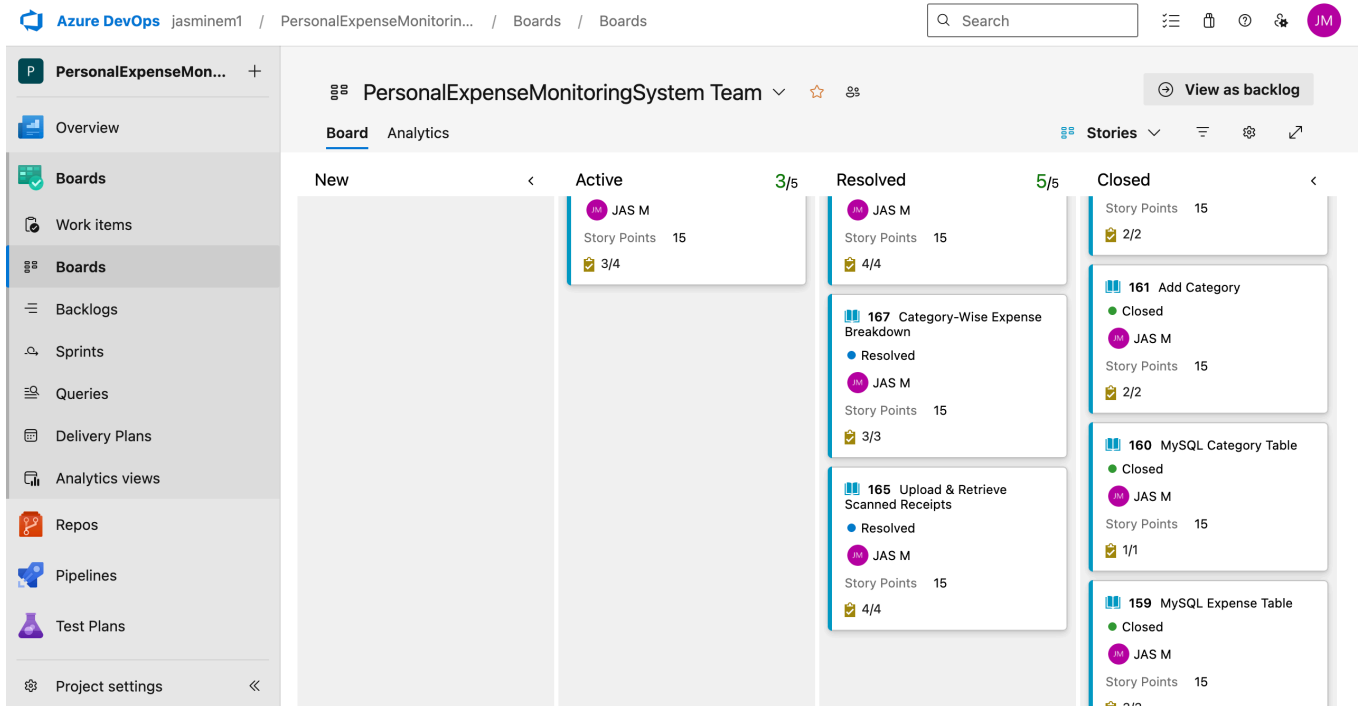 Azure DevOps jasminem1 / PersonalExpenseMonitorin... / Boards / Boards
Search
JM
P PersonalExpenseMon...
Overview
Boards
Work items
Boards
Backlogs
Sprints
Queries
Delivery Plans
Analytics views
Repos
Pipelines
Test Plans
Project settings
PersonalExpenseMonitoringSystem Team
View as backlog
Board Analytics
Stories
New
Active 3/5
JM JAS M
Story Points 15
3/4
Resolved 5/5
JM JAS M
Story Points 15
4/4
167 Category-Wise Expense
Breakdown
Resolved
JM JAS M
Story Points 15
3/3
165 Upload & Retrieve
Scanned Receipts
Resolved
JM JAS M
Story Points 15
4/4
Closed
Story Points 15
2/2
161 Add Category
Closed
JM JAS M
Story Points 15
2/2
160 MySQL Category Table
Closed
JM JAS M
Story Points 15
1/1
159 MySQL Expense Table
Closed
JM JAS M
Story Points 15